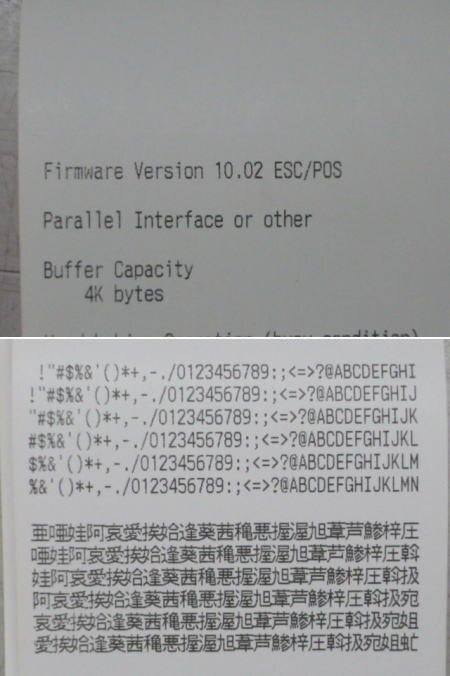 Firmware Version 10.02 ESC/POS
Parallel Interface or other
Buffer Capacity
4K bytes
!"#$%&'()*+,-./0123456789:;<=>?@ABCDEFGHI
!"#$%&'()*+,-./0123456789:;<=>?@ABCDEFGHIJ
"#$%&'()*+,-./0123456789:;<=>?@ABCDEFGHIJK
#$%&'()*+,-./0123456789:;<=>?@ABCDEFGHIJKL
$%&'()*+,-./0123456789:;<=>?@ABCDEFGHIJKLM
%&'()*+,-./0123456789:;<=>?@ABCDEFGHIJKLMN
亜唖娃阿哀愛挨姶逢葵茜穐悪握渥旭葦芦鯵梓圧
唖娃阿哀愛挨姶逢葵茜穐悪握渥旭葦芦鯵梓圧斡
娃阿哀愛挨姶逢葵茜穐悪握渥旭葦芦鯵梓圧斡扱
阿哀愛挨姶逢葵茜穐悪握渥旭葦芦鯵梓圧斡扱宛
哀愛挨姶逢葵茜穐悪握渥旭葦芦鯵梓圧斡扱宛姐
愛挨姶逢葵茜穐悪握渥旭葦芦鯵梓圧斡扱宛姐虻